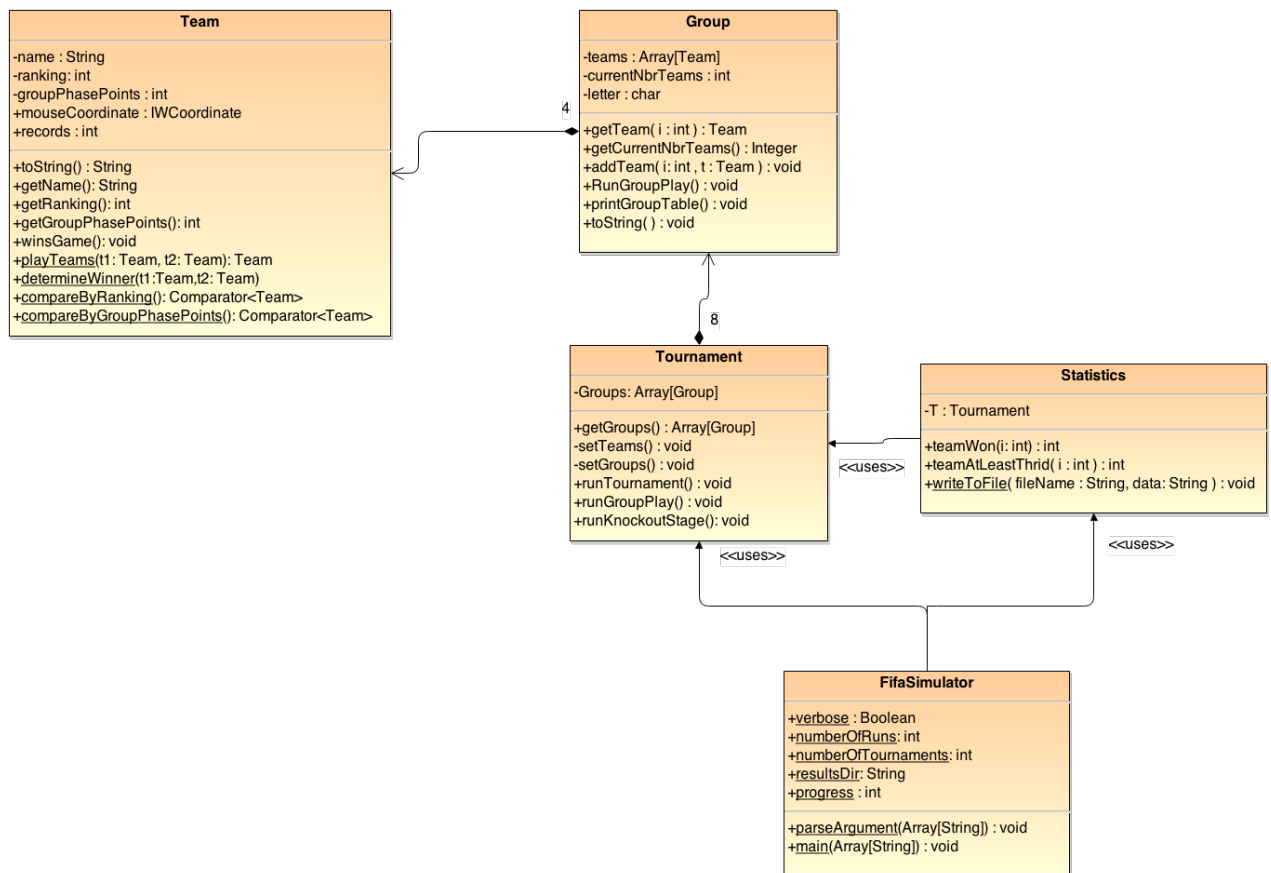 Team
-name : String
-ranking: int
-groupPhasePoints : int
+mouseCoordinate : IWCoordinate
+records : int
+toString() : String
+getName(): String
+getRanking(): int
+getGroupPhasePoints(): int
+winsGame(): void
+playTeams(t1: Team, t2: Team): Team
+determineWinner(t1:Team,t2: Team)
+compareByRanking(): Comparator<Team>
+compareByGroupPhasePoints(): Comparator<Team>
4
Group
-teams : Array[Team]
-currentNbrTeams : int
-letter : char
+getTeam( i : int ) : Team
+getCurrentNbrTeams() : Integer
+addTeam( i: int , t : Team ) : void
+RunGroupPlay() : void
+printGroupTable() : void
+toString( ) : void
8
Tournament
-Groups: Array[Group]
+getGroups() : Array[Group]
-setTeams() : void
-setGroups() : void
+runTournament() : void
+runGroupPlay() : void
+runKnockoutStage(): void
<<uses>>
Statistics
-T : Tournament
+teamWon(i: int) : int
+teamAtLeastThrid( i : int ) : int
+writeToFile( fileName : String, data: String ) : void
<<uses>>
<<uses>>
FifaSimulator
+verbose : Boolean
+numberOfRuns: int
+numberOfTournaments: int
+resultsDir: String
+progress : int
+parseArgument(Array[String]) : void
+main(Array[String]) : void